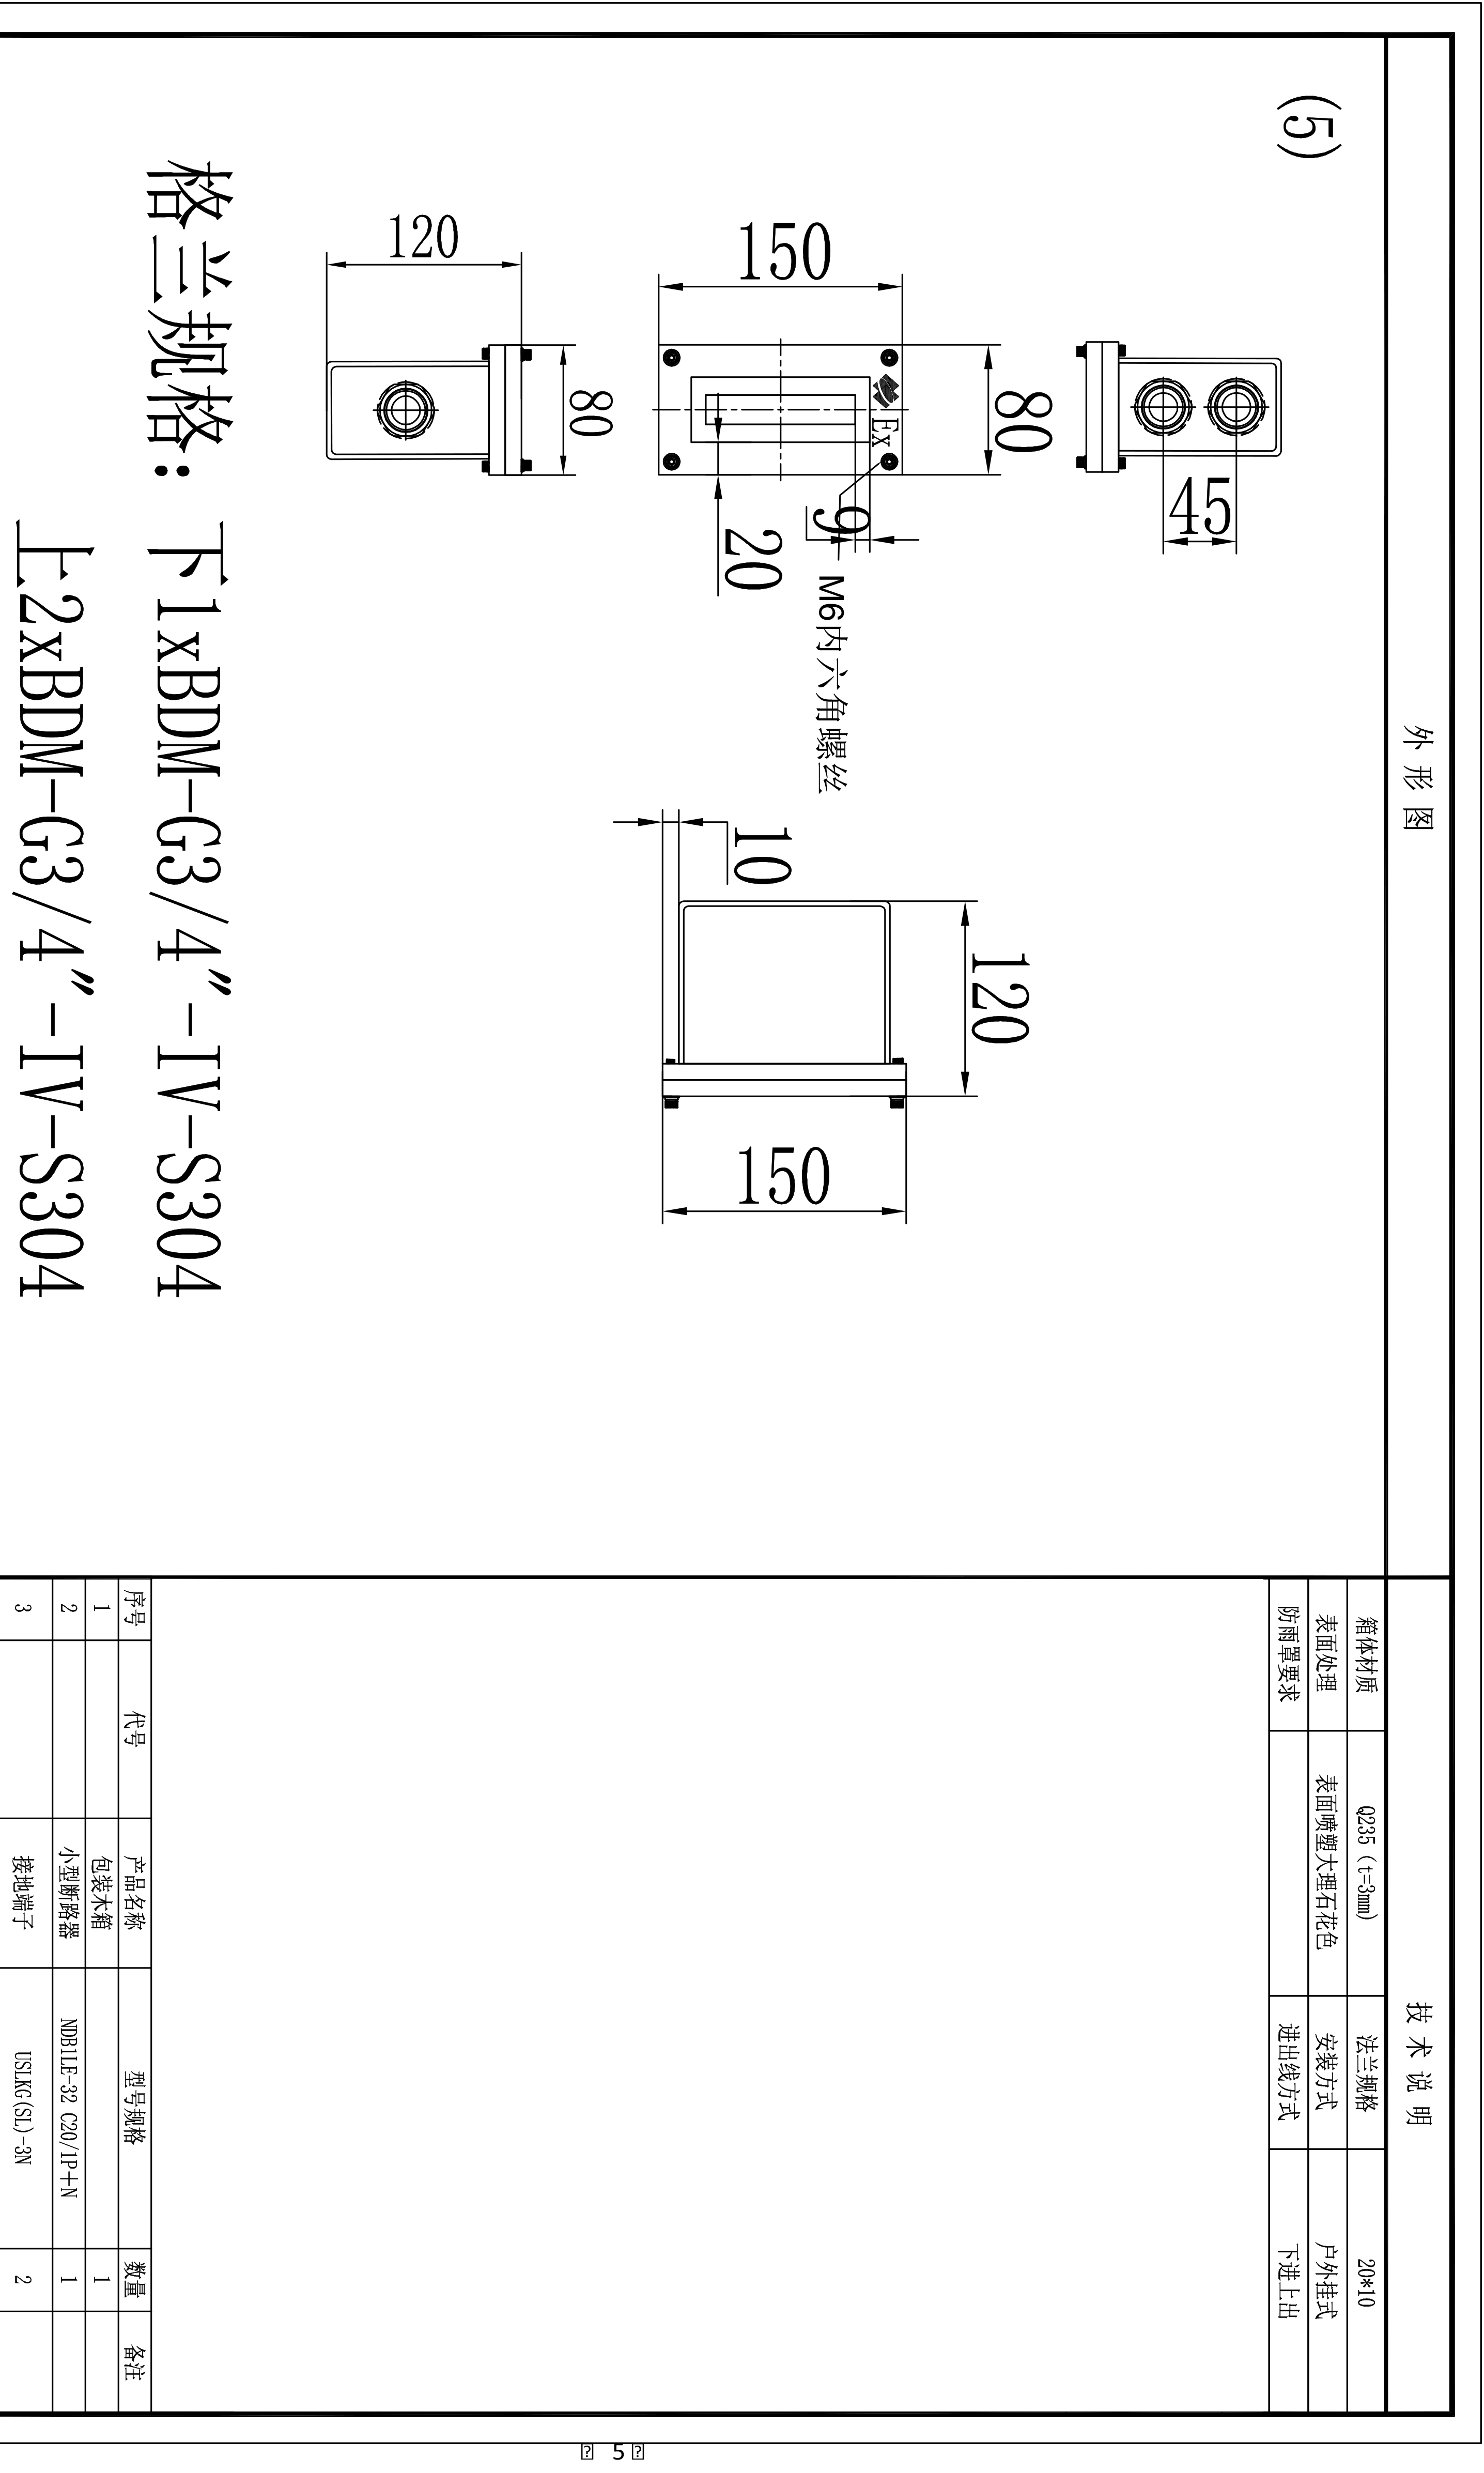 外 形 图
技 术 说 明
(5)
箱体材质 Q235 (t=3mm) 法兰规格 20*10
表面处理 表面喷塑大理石花色 安装方式 户外挂式
防雨罩要求 进出线方式 下进上出
45
80
150
Ex
9
20
M6内六角螺丝
120
10
150
80
120
格兰规格: 下1xBDM-G3/4″-IV-S304
上2xBDM-G3/4″-IV-S304
序号 代号 产品名称 型号规格 数量 备注
1 包装木箱 1
2 小型断路器 NDB1LE-32 C20/1P+N 1
3 接地端子 USLKG(SL)-3N 2
5